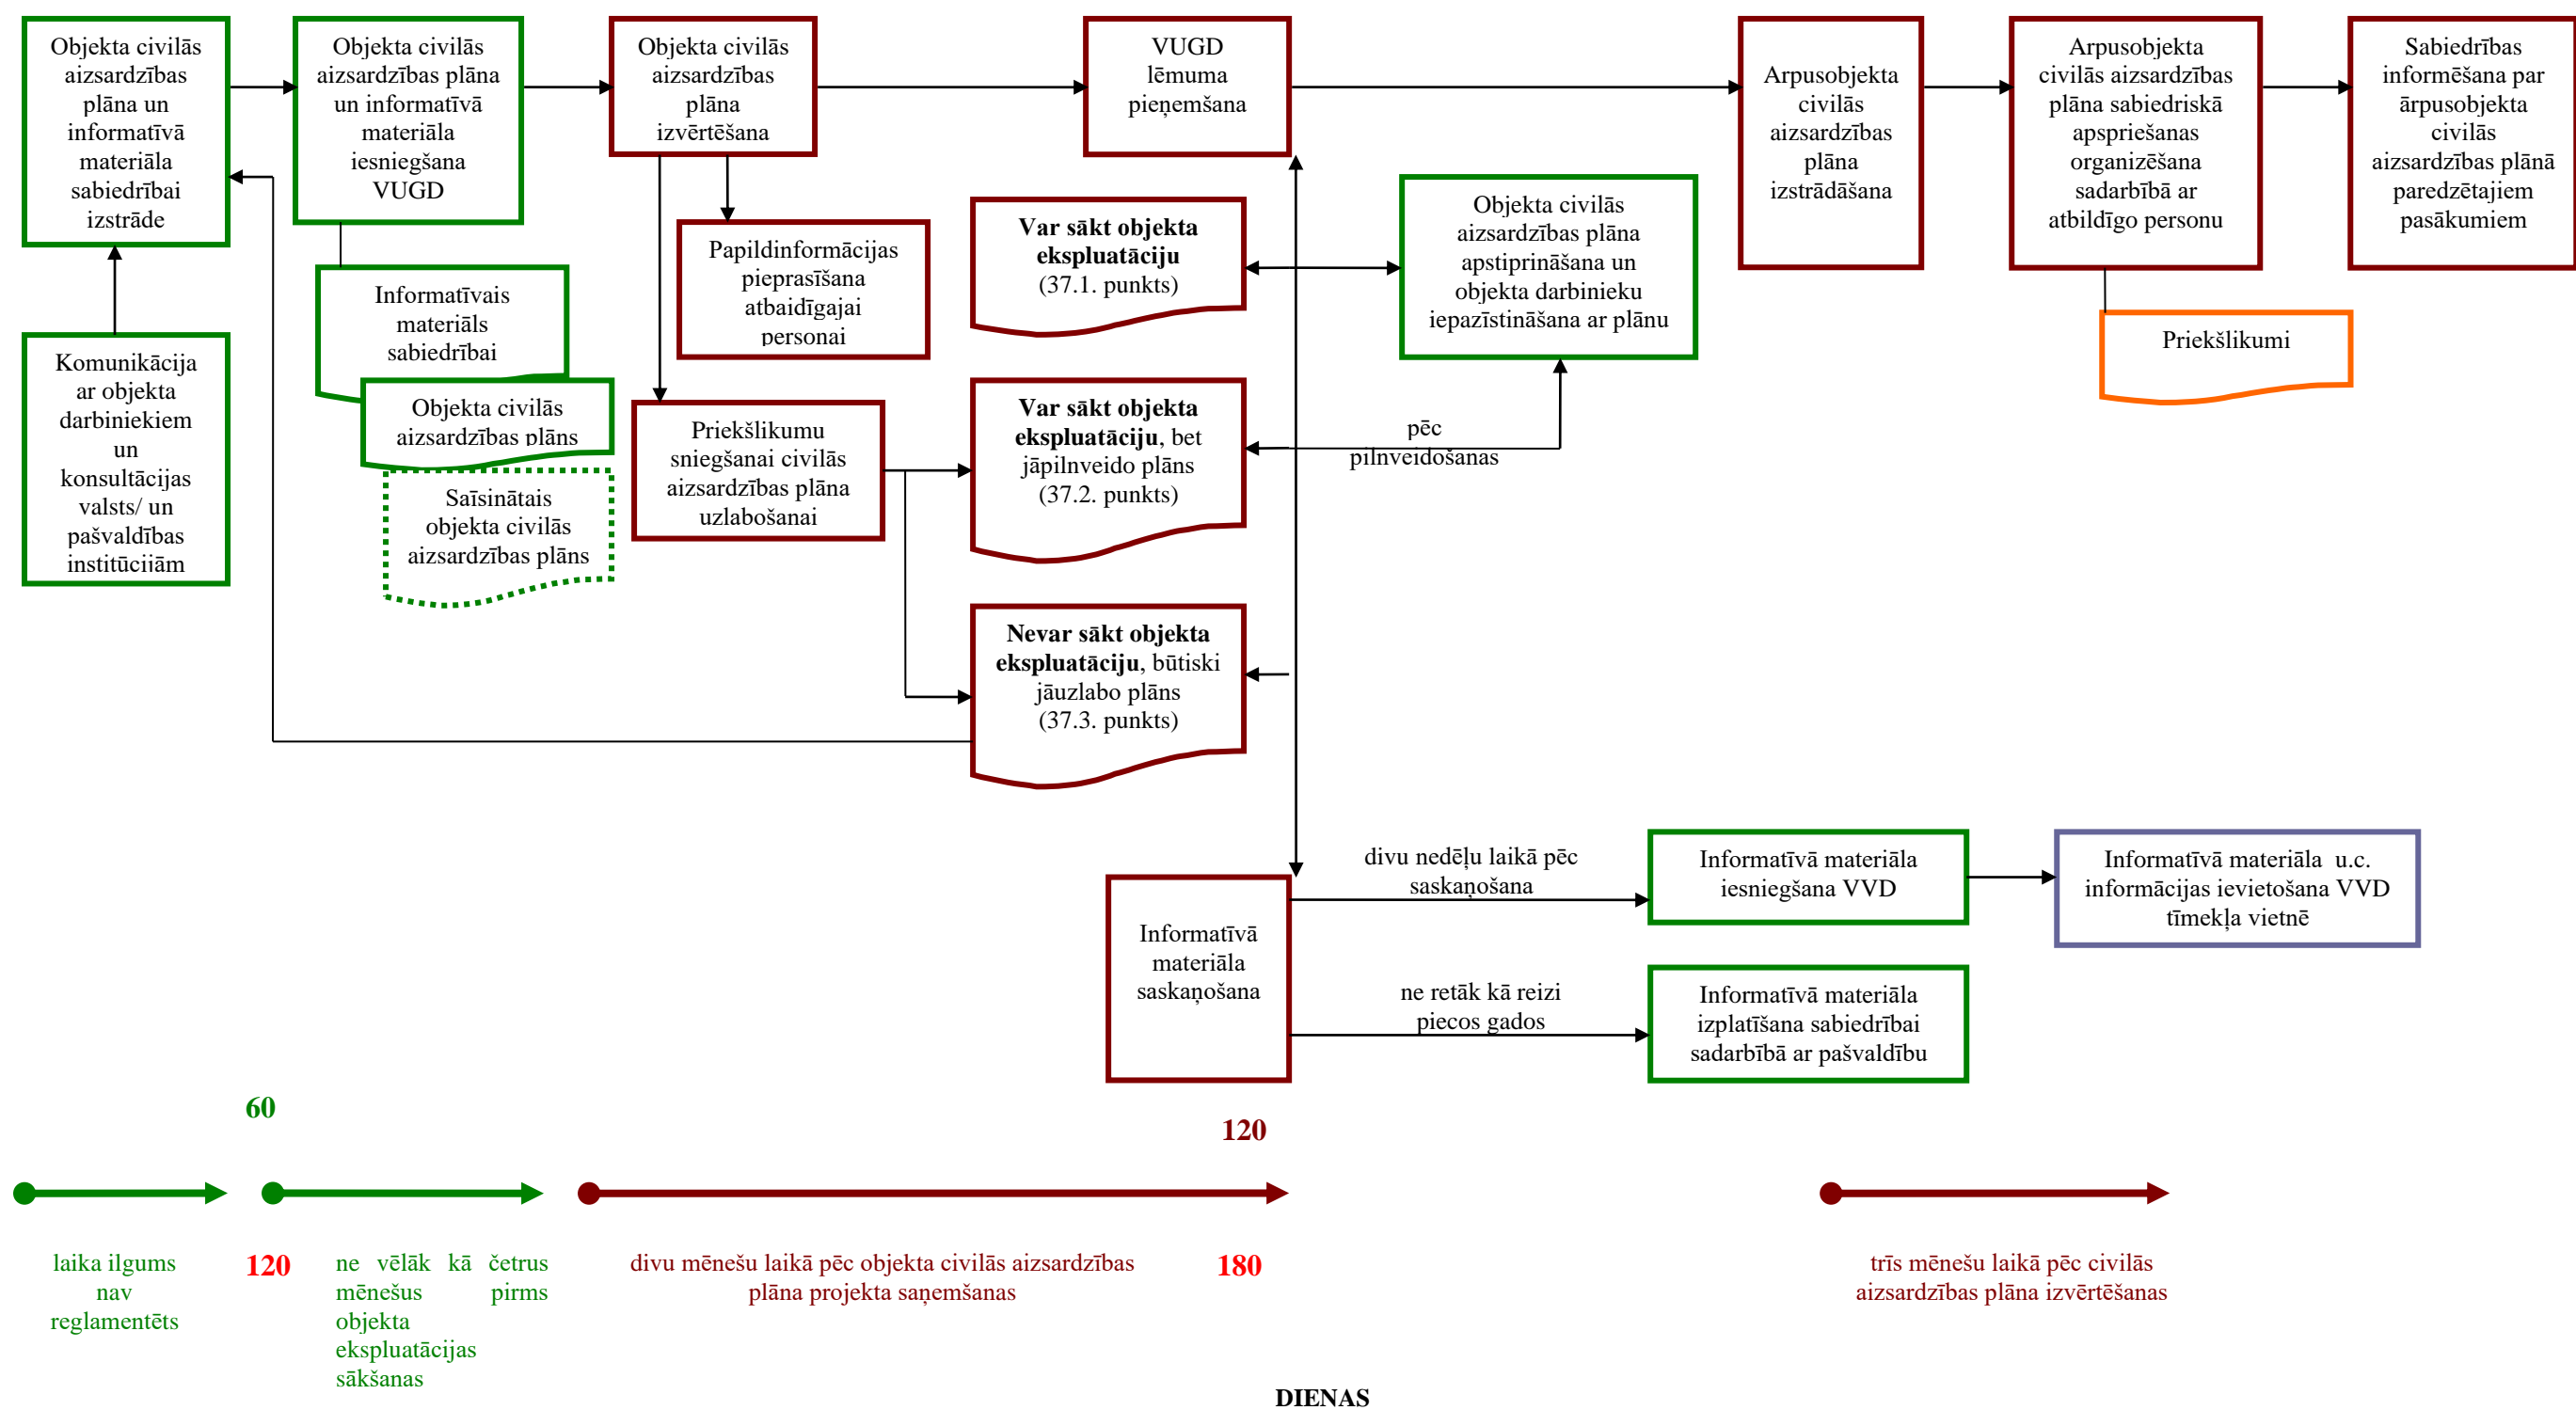 Objekta civilās
aizsardzības
plāna un
informatīvā
materiāla
sabiedrībai
izstrāde
Objekta civilās
aizsardzības plāna
un informatīvā
materiāla
iesniegšana
VUGD
Objekta civilās
aizsardzības
plāna
izvērtēšana
VUGD
lēmuma
pieņemšana
Arpusobjekta
civilās
aizsardzības
plāna
izstrādāšana
Arpusobjekta
civilās aizsardzības
plāna sabiedriskā
apspriešanas
organizēšana
sadarbībā ar
atbildīgo personu
Sabiedrības
informēšana par
ārpusobjekta
civilās
aizsardzības plānā
paredzētajiem
pasākumiem
Komunikācija
ar objekta
darbiniekiem
un
konsultācijas
valsts/ un
pašvaldības
institūcijām
Informatīvais
materiāls
sabiedrībai
Objekta civilās
aizsardzības plāns
Saīsinātais
objekta civilās
aizsardzības plāns
Papildinformācijas
pieprasīšana
atbaidīgajai
personai
Priekšlikumu
sniegšanai civilās
aizsardzības plāna
uzlabošanai
Var sākt objekta
ekspluatāciju
(37.1. punkts)
Var sākt objekta
ekspluatāciju, bet
jāpilnveido plāns
(37.2. punkts)
Nevar sākt objekta
ekspluatāciju, būtiski
jāuzlabo plāns
(37.3. punkts)
Objekta civilās
aizsardzības plāna
apstiprināšana un
objekta darbinieku
iepazīstināšana ar plānu
pēc
pilnveidošanas
Priekšlikumi
Informatīvā
materiāla
saskaņošana
divu nedēļu laikā pēc
saskaņošana
Informatīvā materiāla
iesniegšana VVD
Informatīvā materiāla u.c.
informācijas ievietošana VVD
tīmekļa vietnē
ne retāk kā reizi
piecos gados
Informatīvā materiāla
izplatīšana sabiedrībai
sadarbībā ar pašvaldību
60
120
laika ilgums
nav
reglamentēts
120
ne vēlāk kā četrus
mēnešus pirms
objekta
ekspluatācijas
sākšanas
divu mēnešu laikā pēc objekta civilās aizsardzības
plāna projekta saņemšanas
180
trīs mēnešu laikā pēc civilās
aizsardzības plāna izvērtēšanas
DIENAS